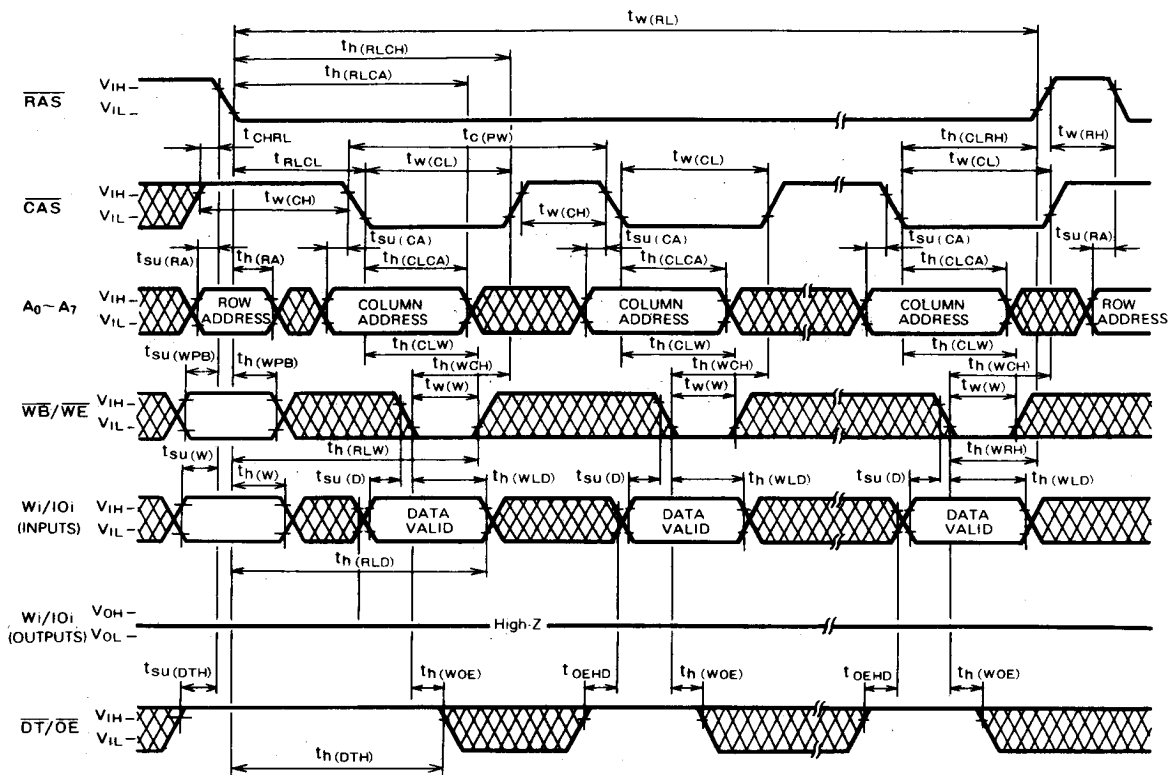 tw(RL)
th(RLCH)
th(RLCA)
RAS
VIH
VIL
tCHRL
tC(PW)
th(CLRH)
tw(RH)
tRLCL
tw(CL)
tw(CL)
tw(CL)
CAS
VIH
VIL
tw(CH)
tw(CH)
tsu(RA)
th(RA)
tsu(CA)
th(CLCA)
tsu(CA)
th(CLCA)
tsu(CA)
th(CLCA)
tsu(RA)
A0~A7
VIH
VIL
ROW ADDRESS
COLUMN ADDRESS
COLUMN ADDRESS
COLUMN ADDRESS
ROW ADDRESS
tsu(WPB)
th(WPB)
th(CLW)
th(WCH)
tw(W)
th(CLW)
th(WCH)
tw(W)
th(CLW)
th(WCH)
tw(W)
WB/WE
VIH
VIL
tsu(W)
th(W)
th(RLW)
th(WRH)
tsu(D)
th(WLD)
tsu(D)
th(WLD)
tsu(D)
th(WLD)
Wi/IOi
(INPUTS)
VIH
VIL
DATA VALID
DATA VALID
DATA VALID
th(RLD)
Wi/IOi
(OUTPUTS)
VOH
VOL
High-Z
tsu(DTH)
th(WOE)
tOEHD
th(WOE)
tOEHD
th(WOE)
DT/OE
VIH
VIL
th(DTH)